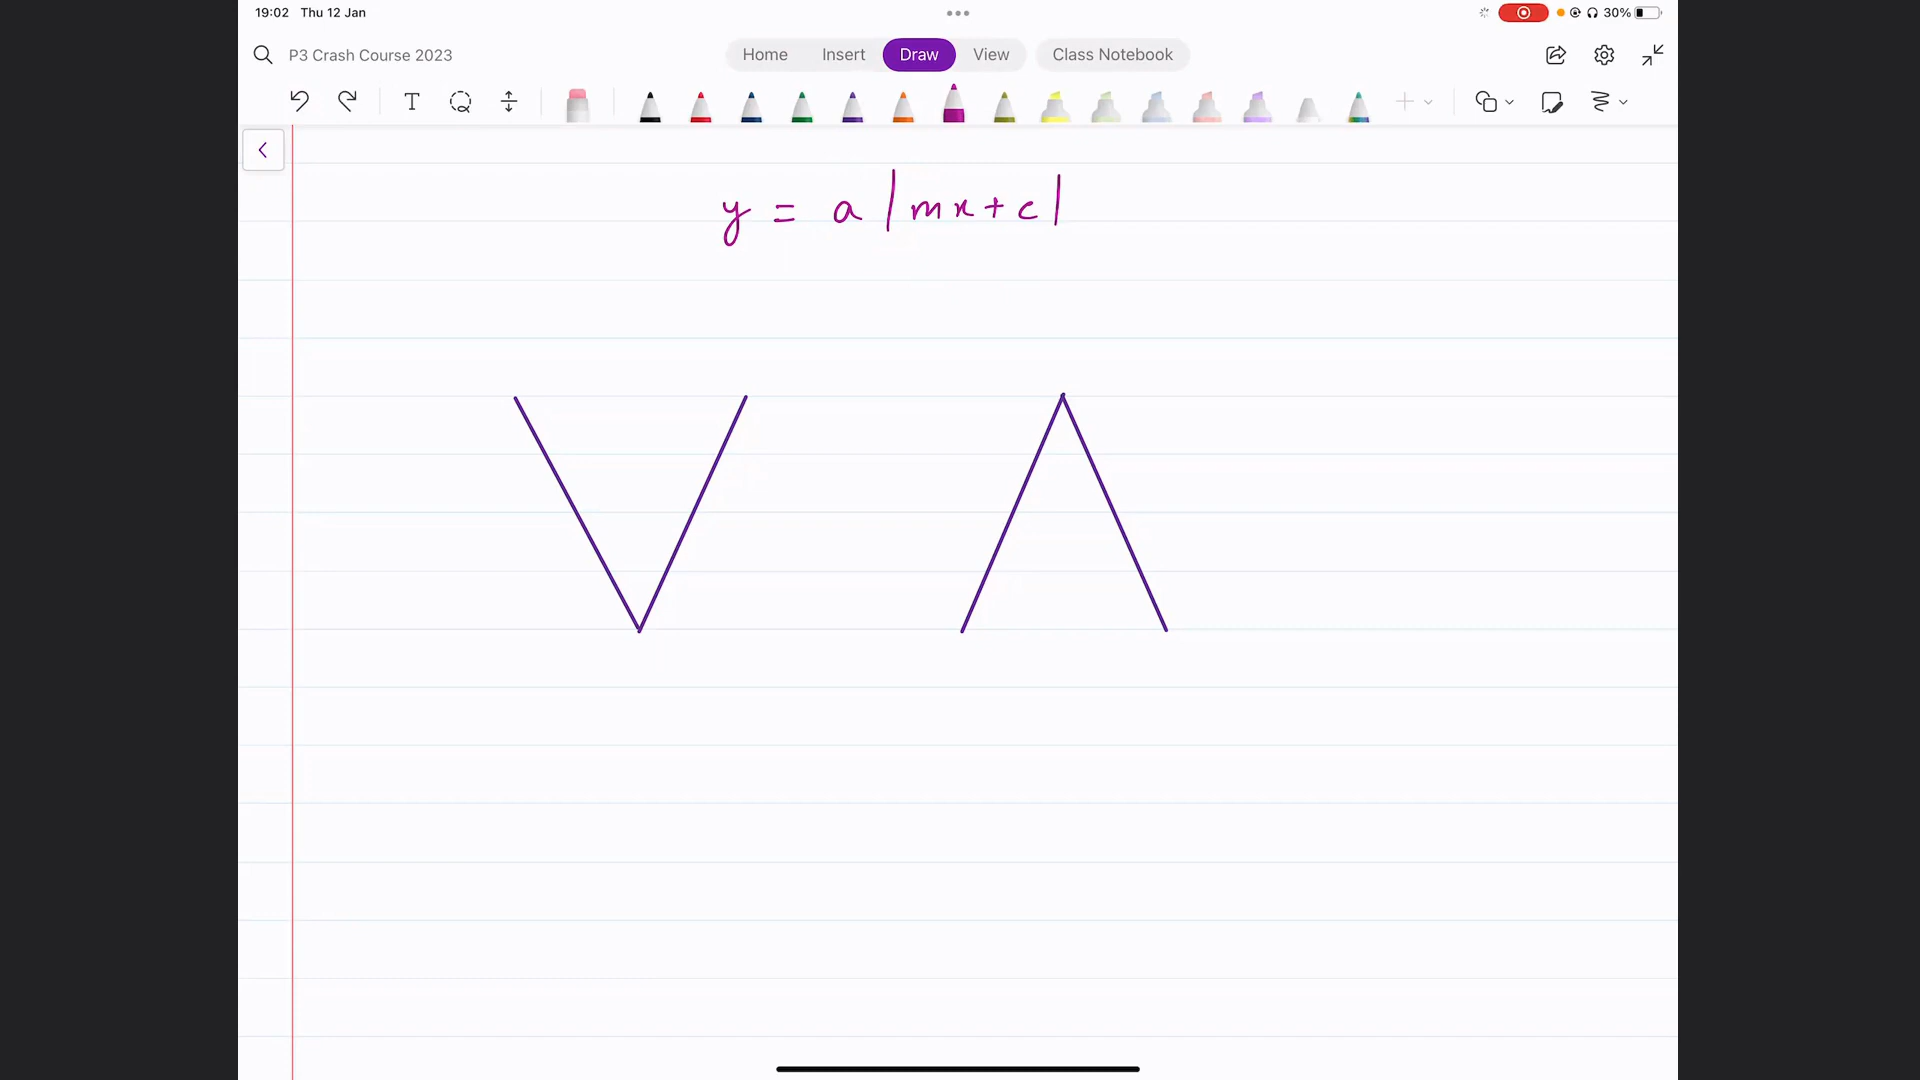 19:02 Thu 12 Jan 30%
P3 Crash Course 2023 Home Insert Draw View Class Notebook
T
y = a |mx+c|